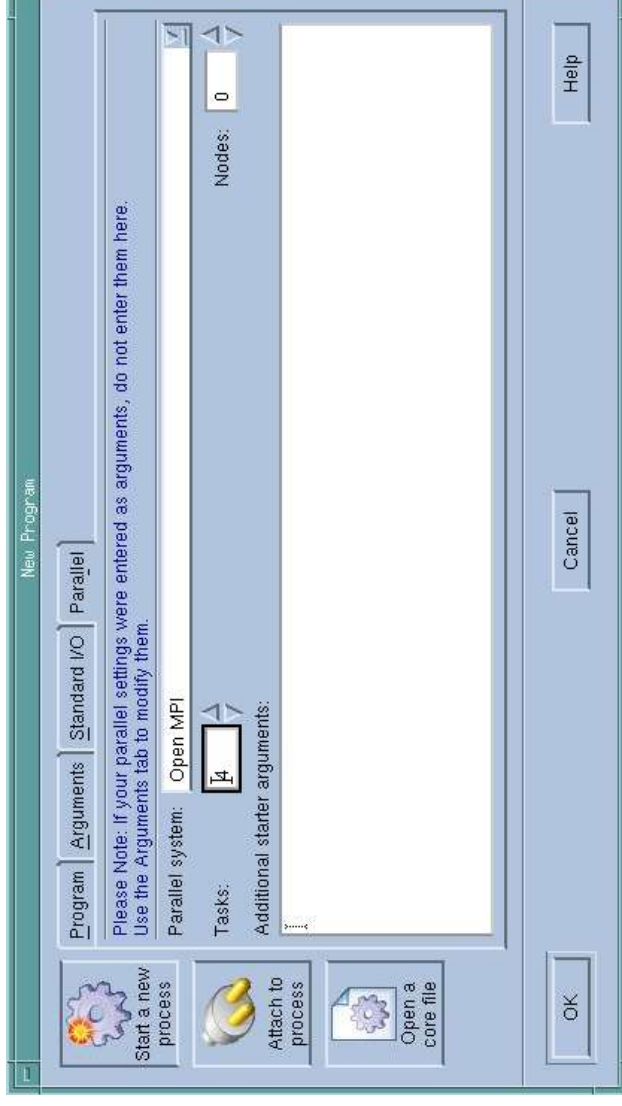 New Program
Start a new
process
Attach to
process
Open a
core file
Program
Arguments
Standard I/O
Parallel
Please Note: If your parallel settings were entered as arguments, do not enter them here.
Use the Arguments tab to modify them.
Parallel system: Open MPI
Tasks: 4 Nodes: 0
Additional starter arguments:
OK
Cancel
Help